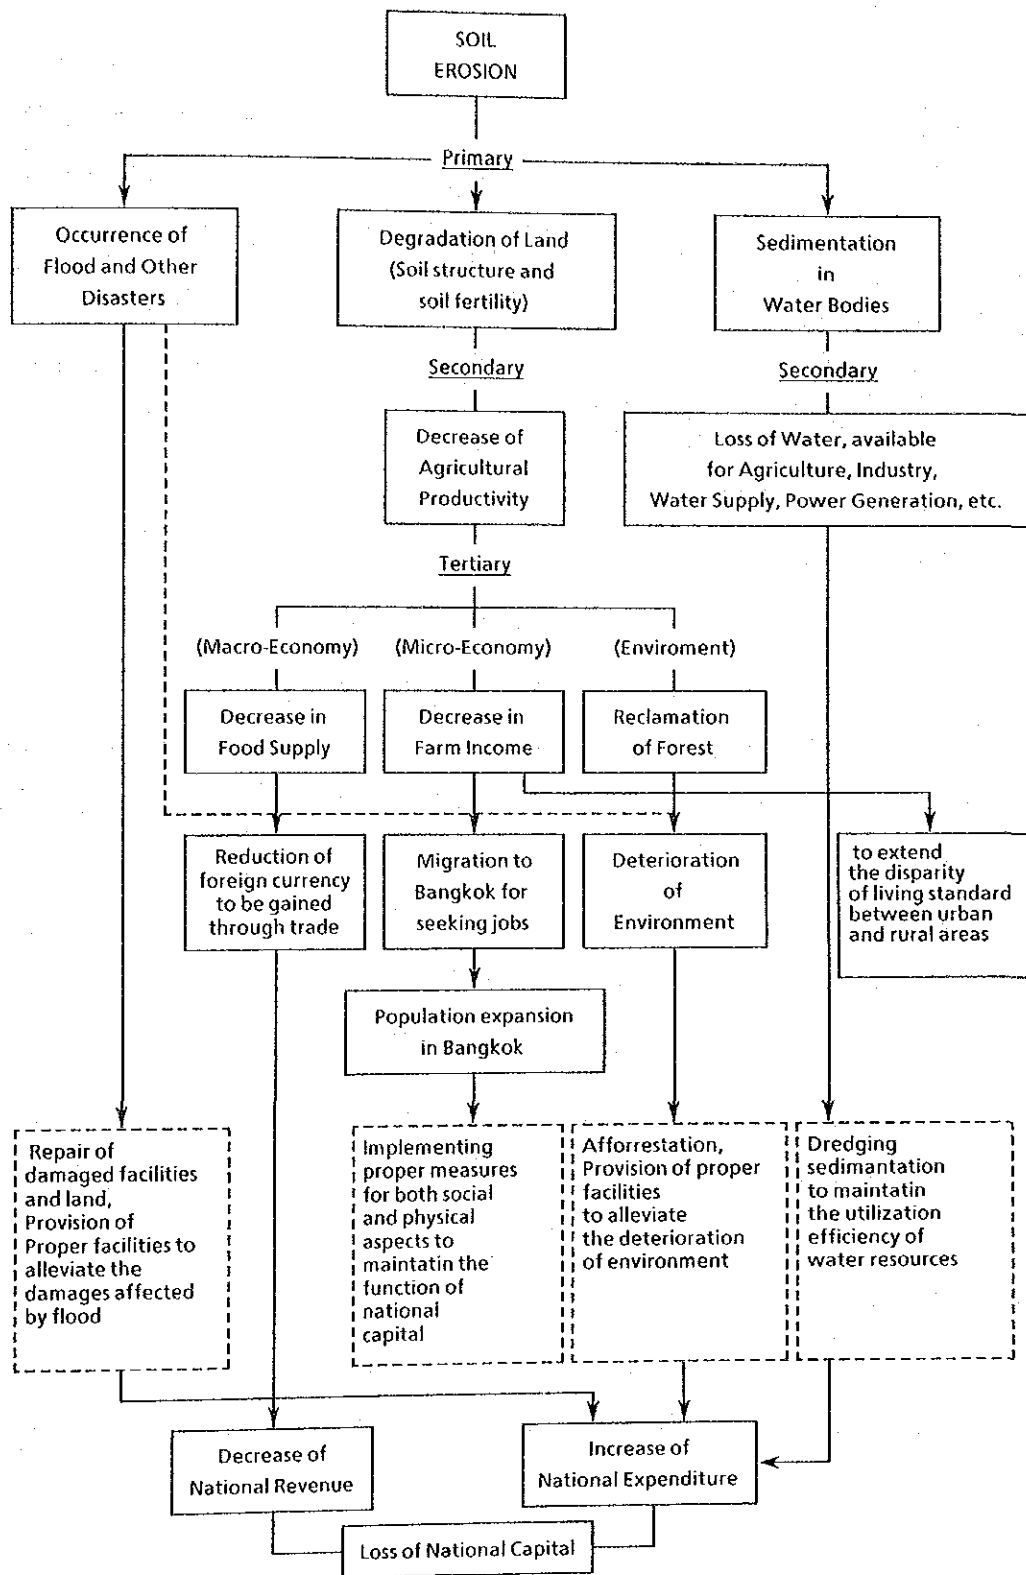 SOIL
EROSION
Primary
Occurrence of
Flood and Other
Disasters
Degradation of Land
(Soil structure and
soil fertility)
Sedimentation
in
Water Bodies
Secondary
Secondary
Decrease of
Agricultural
Productivity
Loss of Water, available
for Agriculture, Industry,
Water Supply, Power Generation, etc.
Tertiary
(Macro-Economy)
(Micro-Economy)
(Enviroment)
Decrease in
Food Supply
Decrease in
Farm Income
Reclamation
of Forest
Reduction of
foreign currency
to be gained
through trade
Migration to
Bangkok for
seeking jobs
Deterioration
of
Environment
to extend
the disparity
of living standard
between urban
and rural areas
Population expansion
in Bangkok
Repair of
damaged facilities
and land,
Provision of
Proper facilities to
alleviate the
damages affected
by flood
Implementing
proper measures
for both social
and physical
aspects to
maintatin the
function of
national
capital
Afforrestation,
Provision of proper
facilities
to alleviate
the deterioration
of environment
Dredging
sedimantation
to maintatin
the utilization
efficiency of
water resources
Decrease of
National Revenue
Increase of
National Expenditure
Loss of National Capital